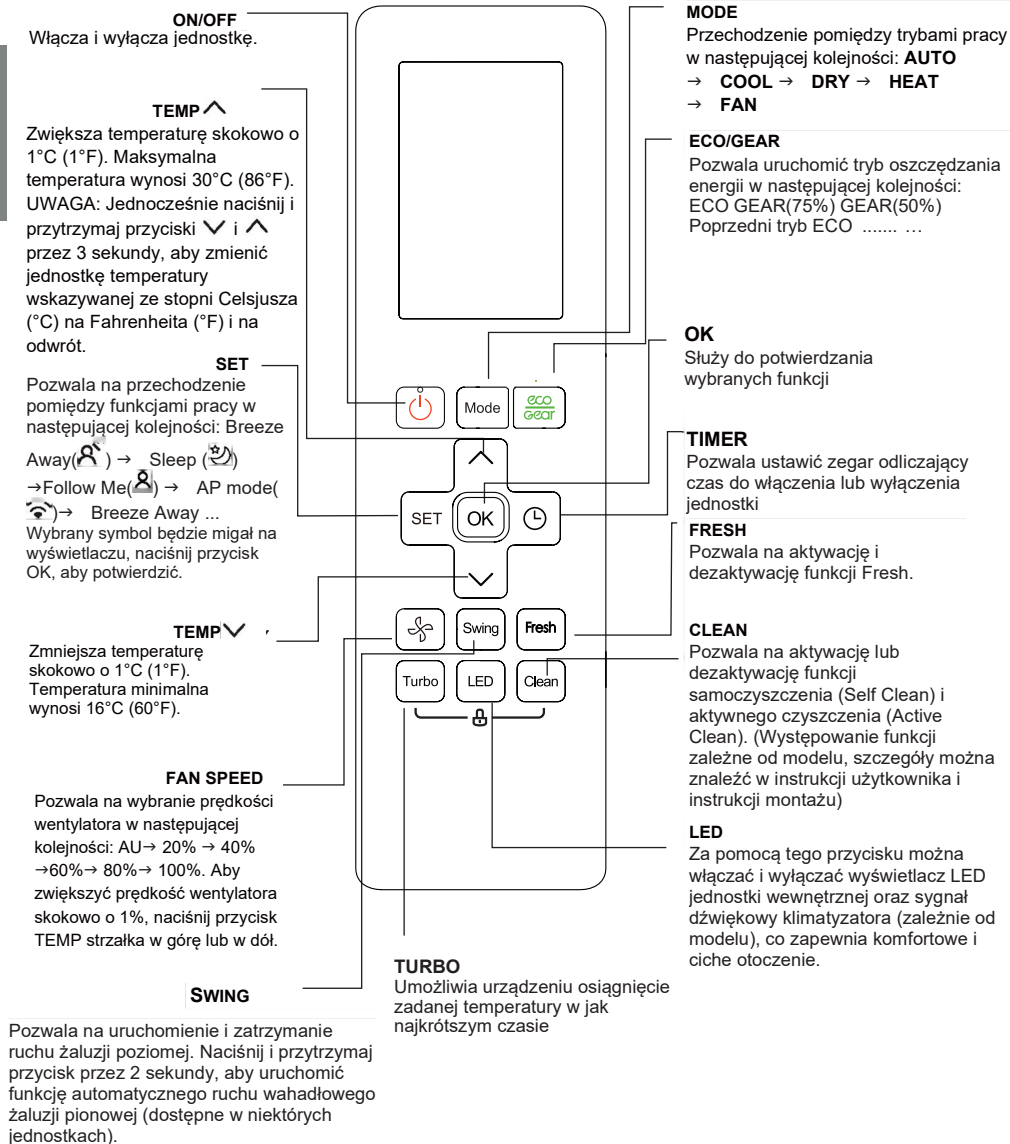 ON/OFF
Włącza i wyłącza jednostkę.
TEMP
Zwiększa temperaturę skokowo o
1°C (1°F). Maksymalna
temperatura wynosi 30°C (86°F).
UWAGA: Jednocześnie naciśnij i
przytrzymaj przyciski ∨ i ∧
przez 3 sekundy, aby zmienić
jednostkę temperatury
wskazywanej ze stopni Celsjusza
(°C) na Fahrenheita (°F) i na
odwrót.
SET
Pozwala na przechodzenie
pomiędzy funkcjami pracy w
następującej kolejności: Breeze
Away( ) → Sleep ( )
→Follow Me( ) → AP mode(
)→ Breeze Away ...
Wybrany symbol będzie migał na
wyświetlaczu, naciśnij przycisk
OK, aby potwierdzić.
TEMP
Zmniejsza temperaturę
skokowo o 1°C (1°F).
Temperatura minimalna
wynosi 16°C (60°F).
FAN SPEED
Pozwala na wybranie prędkości
wentylatora w następującej
kolejności: AU→ 20% → 40%
→60%→ 80%→ 100%. Aby
zwiększyć prędkość wentylatora
skokowo o 1%, naciśnij przycisk
TEMP strzałka w górę lub w dół.
SWING
Pozwala na uruchomienie i zatrzymanie
ruchu żaluzji poziomej. Naciśnij i przytrzymaj
przycisk przez 2 sekundy, aby uruchomić
funkcję automatycznego ruchu wahadłowego
żaluzji pionowej (dostępne w niektórych
jednostkach).
Mode
eco
Gear
SET
OK
Swing
Fresh
Turbo
LED
Clean
TURBO
Umożliwia urządzeniu osiągnięcie
zadanej temperatury w jak
najkrótszym czasie
MODE
Przechodzenie pomiędzy trybami pracy
w następującej kolejności: AUTO
→ COOL → DRY → HEAT
→ FAN
ECO/GEAR
Pozwala uruchomić tryb oszczędzania
energii w następującej kolejności:
ECO GEAR(75%) GEAR(50%)
Poprzedni tryb ECO ....... …
OK
Służy do potwierdzania
wybranych funkcji
TIMER
Pozwala ustawić zegar odliczający
czas do włączenia lub wyłączenia
jednostki
FRESH
Pozwala na aktywację i
dezaktywację funkcji Fresh.
CLEAN
Pozwala na aktywację lub
dezaktywację funkcji
samoczyszczenia (Self Clean) i
aktywnego czyszczenia (Active
Clean). (Występowanie funkcji
zależne od modelu, szczegóły można
znaleźć w instrukcji użytkownika i
instrukcji montażu)
LED
Za pomocą tego przycisku można
włączać i wyłączać wyświetlacz LED
jednostki wewnętrznej oraz sygnał
dźwiękowy klimatyzatora (zależnie od
modelu), co zapewnia komfortowe i
ciche otoczenie.